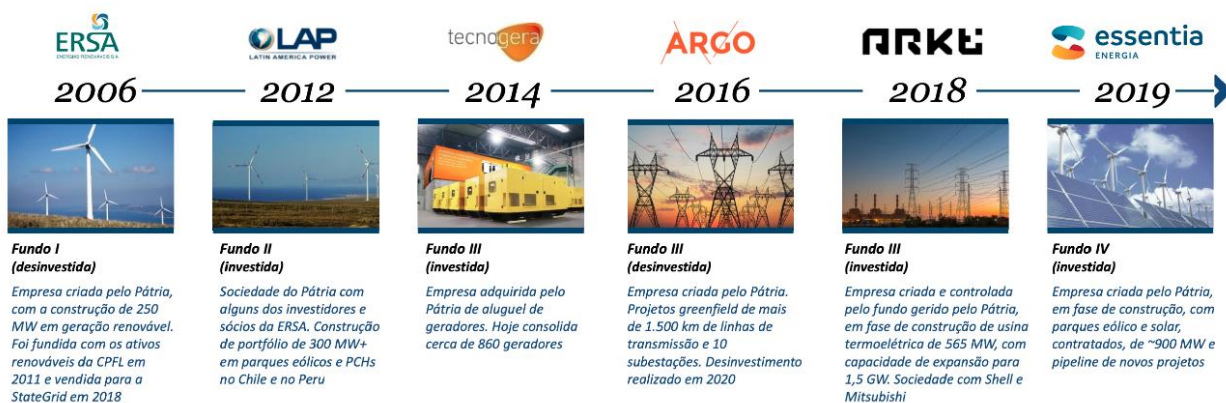 ERSA
ENERGIAS RENOVÁVEIS S.A.
LAP
LATIN AMERICA POWER
tecnogera
ARGO
ARKE
essentia
ENERGIA
2006
2012
2014
2016
2018
2019
Fundo I
(desinvestida)
Empresa criada pelo Pátria,
com a construção de 250
MW em geração renovável.
Foi fundida com os ativos
renováveis da CPFL em
2011 e vendida para a
StateGrid em 2018
Fundo II
(investida)
Sociedade do Pátria com
alguns dos investidores e
sócios da ERSA. Construção
de portfólio de 300 MW+
em parques eólicos e PCHs
no Chile e no Peru
Fundo III
(investida)
Empresa adquirida pelo
Pátria de aluguel de
geradores. Hoje consolida
cerca de 860 geradores
Fundo III
(desinvestida)
Empresa criada pelo Pátria.
Projetos greenfield de mais
de 1.500 km de linhas de
transmissão e 10
subestações. Desinvestimento
realizado em 2020
Fundo III
(investida)
Empresa criada e controlada
pelo fundo gerido pelo Pátria,
em fase de construção de usina
termoelétrica de 565 MW, com
capacidade de expansão para
1,5 GW. Sociedade com Shell e
Mitsubishi
Fundo IV
(investida)
Empresa criada pelo Pátria,
em fase de construção, com
parques eólico e solar,
contratados, de ~900 MW e
pipeline de novos projetos